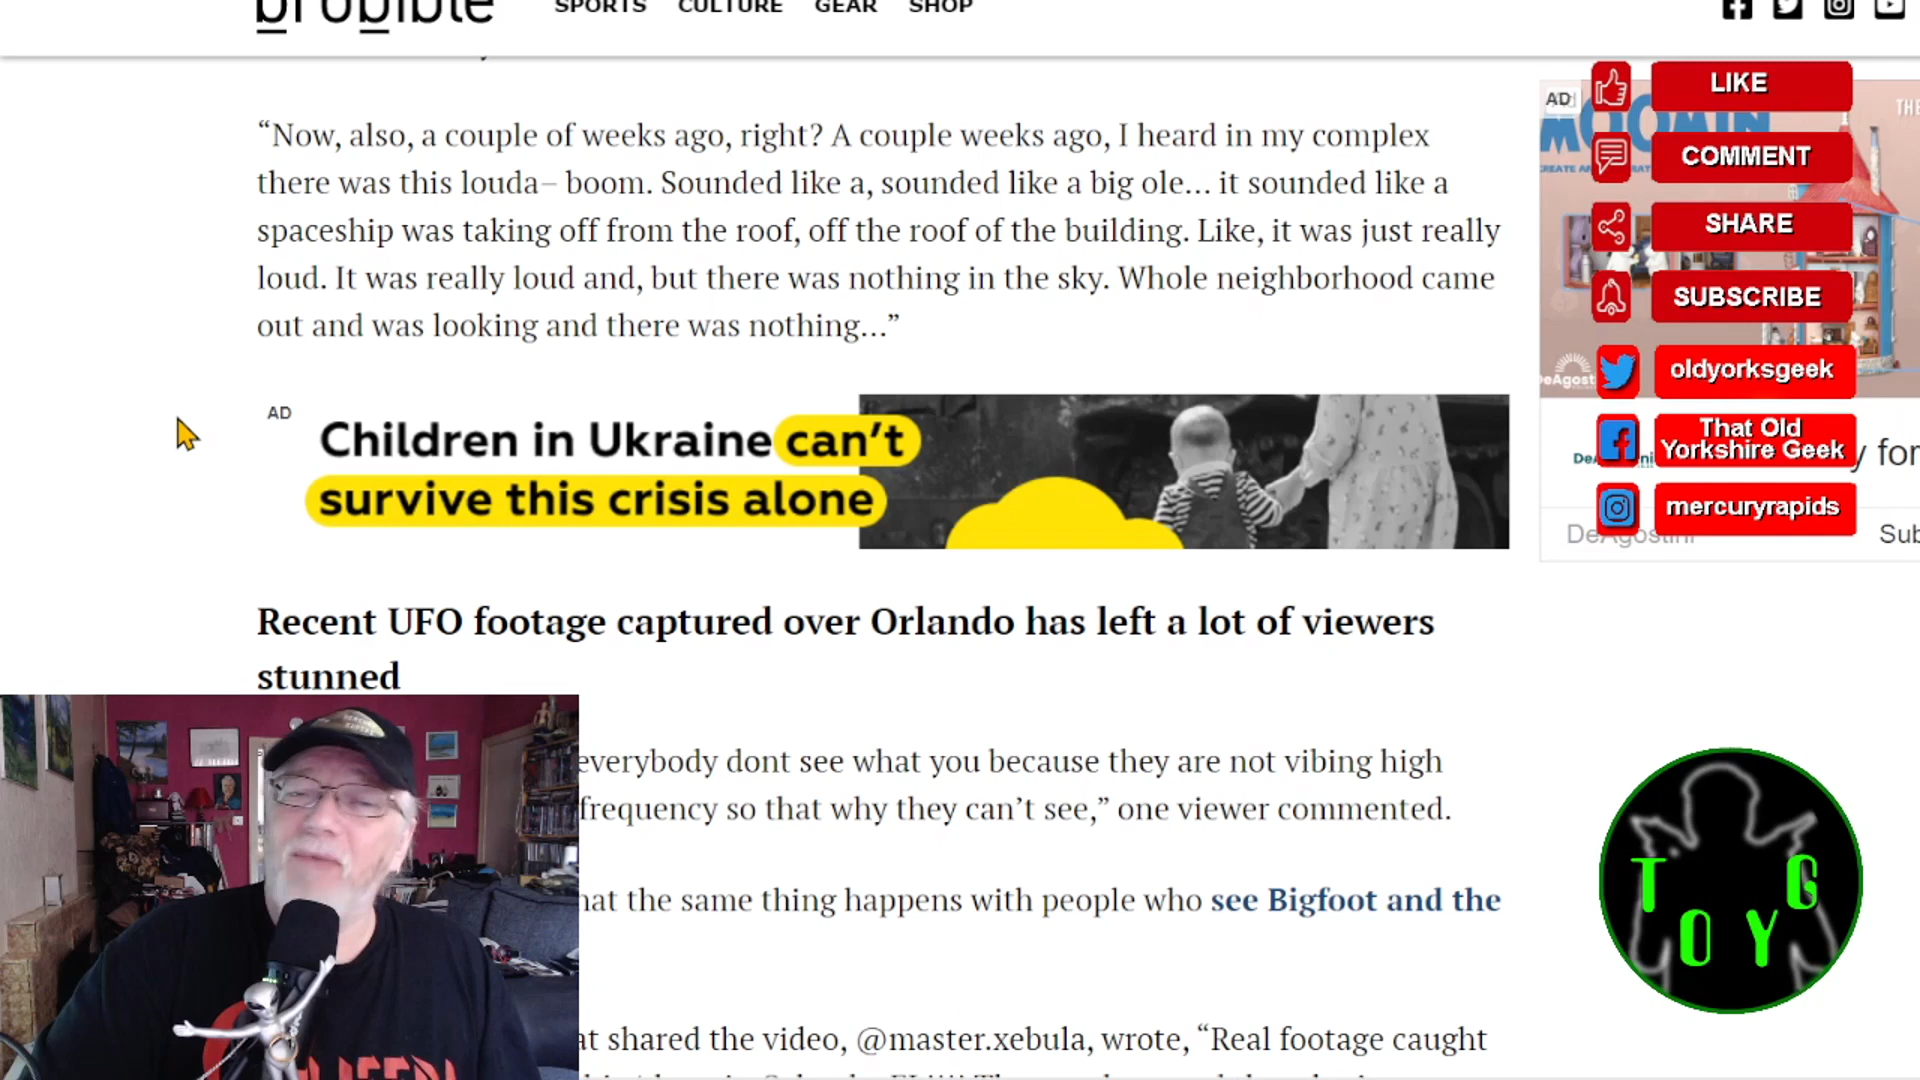 brobible SPORTS CULTURE GEAR SHOP
“Now, also, a couple of weeks ago, right? A couple weeks ago, I heard in my complex
there was this louda– boom. Sounded like a, sounded like a big ole… it sounded like a
spaceship was taking off from the roof, off the roof of the building. Like, it was just really
loud. It was really loud and, but there was nothing in the sky. Whole neighborhood came
out and was looking and there was nothing…”
AD
Children in Ukraine can’t
survive this crisis alone
Recent UFO footage captured over Orlando has left a lot of viewers
stunned
everybody dont see what you because they are not vibing high
frequency so that why they can’t see,” one viewer commented.
hat the same thing happens with people who see Bigfoot and the
at shared the video, @master.xebula, wrote, “Real footage caught
AD
MOOMIN
THE
LIKE
COMMENT
SHARE
SUBSCRIBE
oldyorksgeek
That Old
Yorkshire Geek
y for
mercuryrapids
DeAgostini
Sub
T O Y G